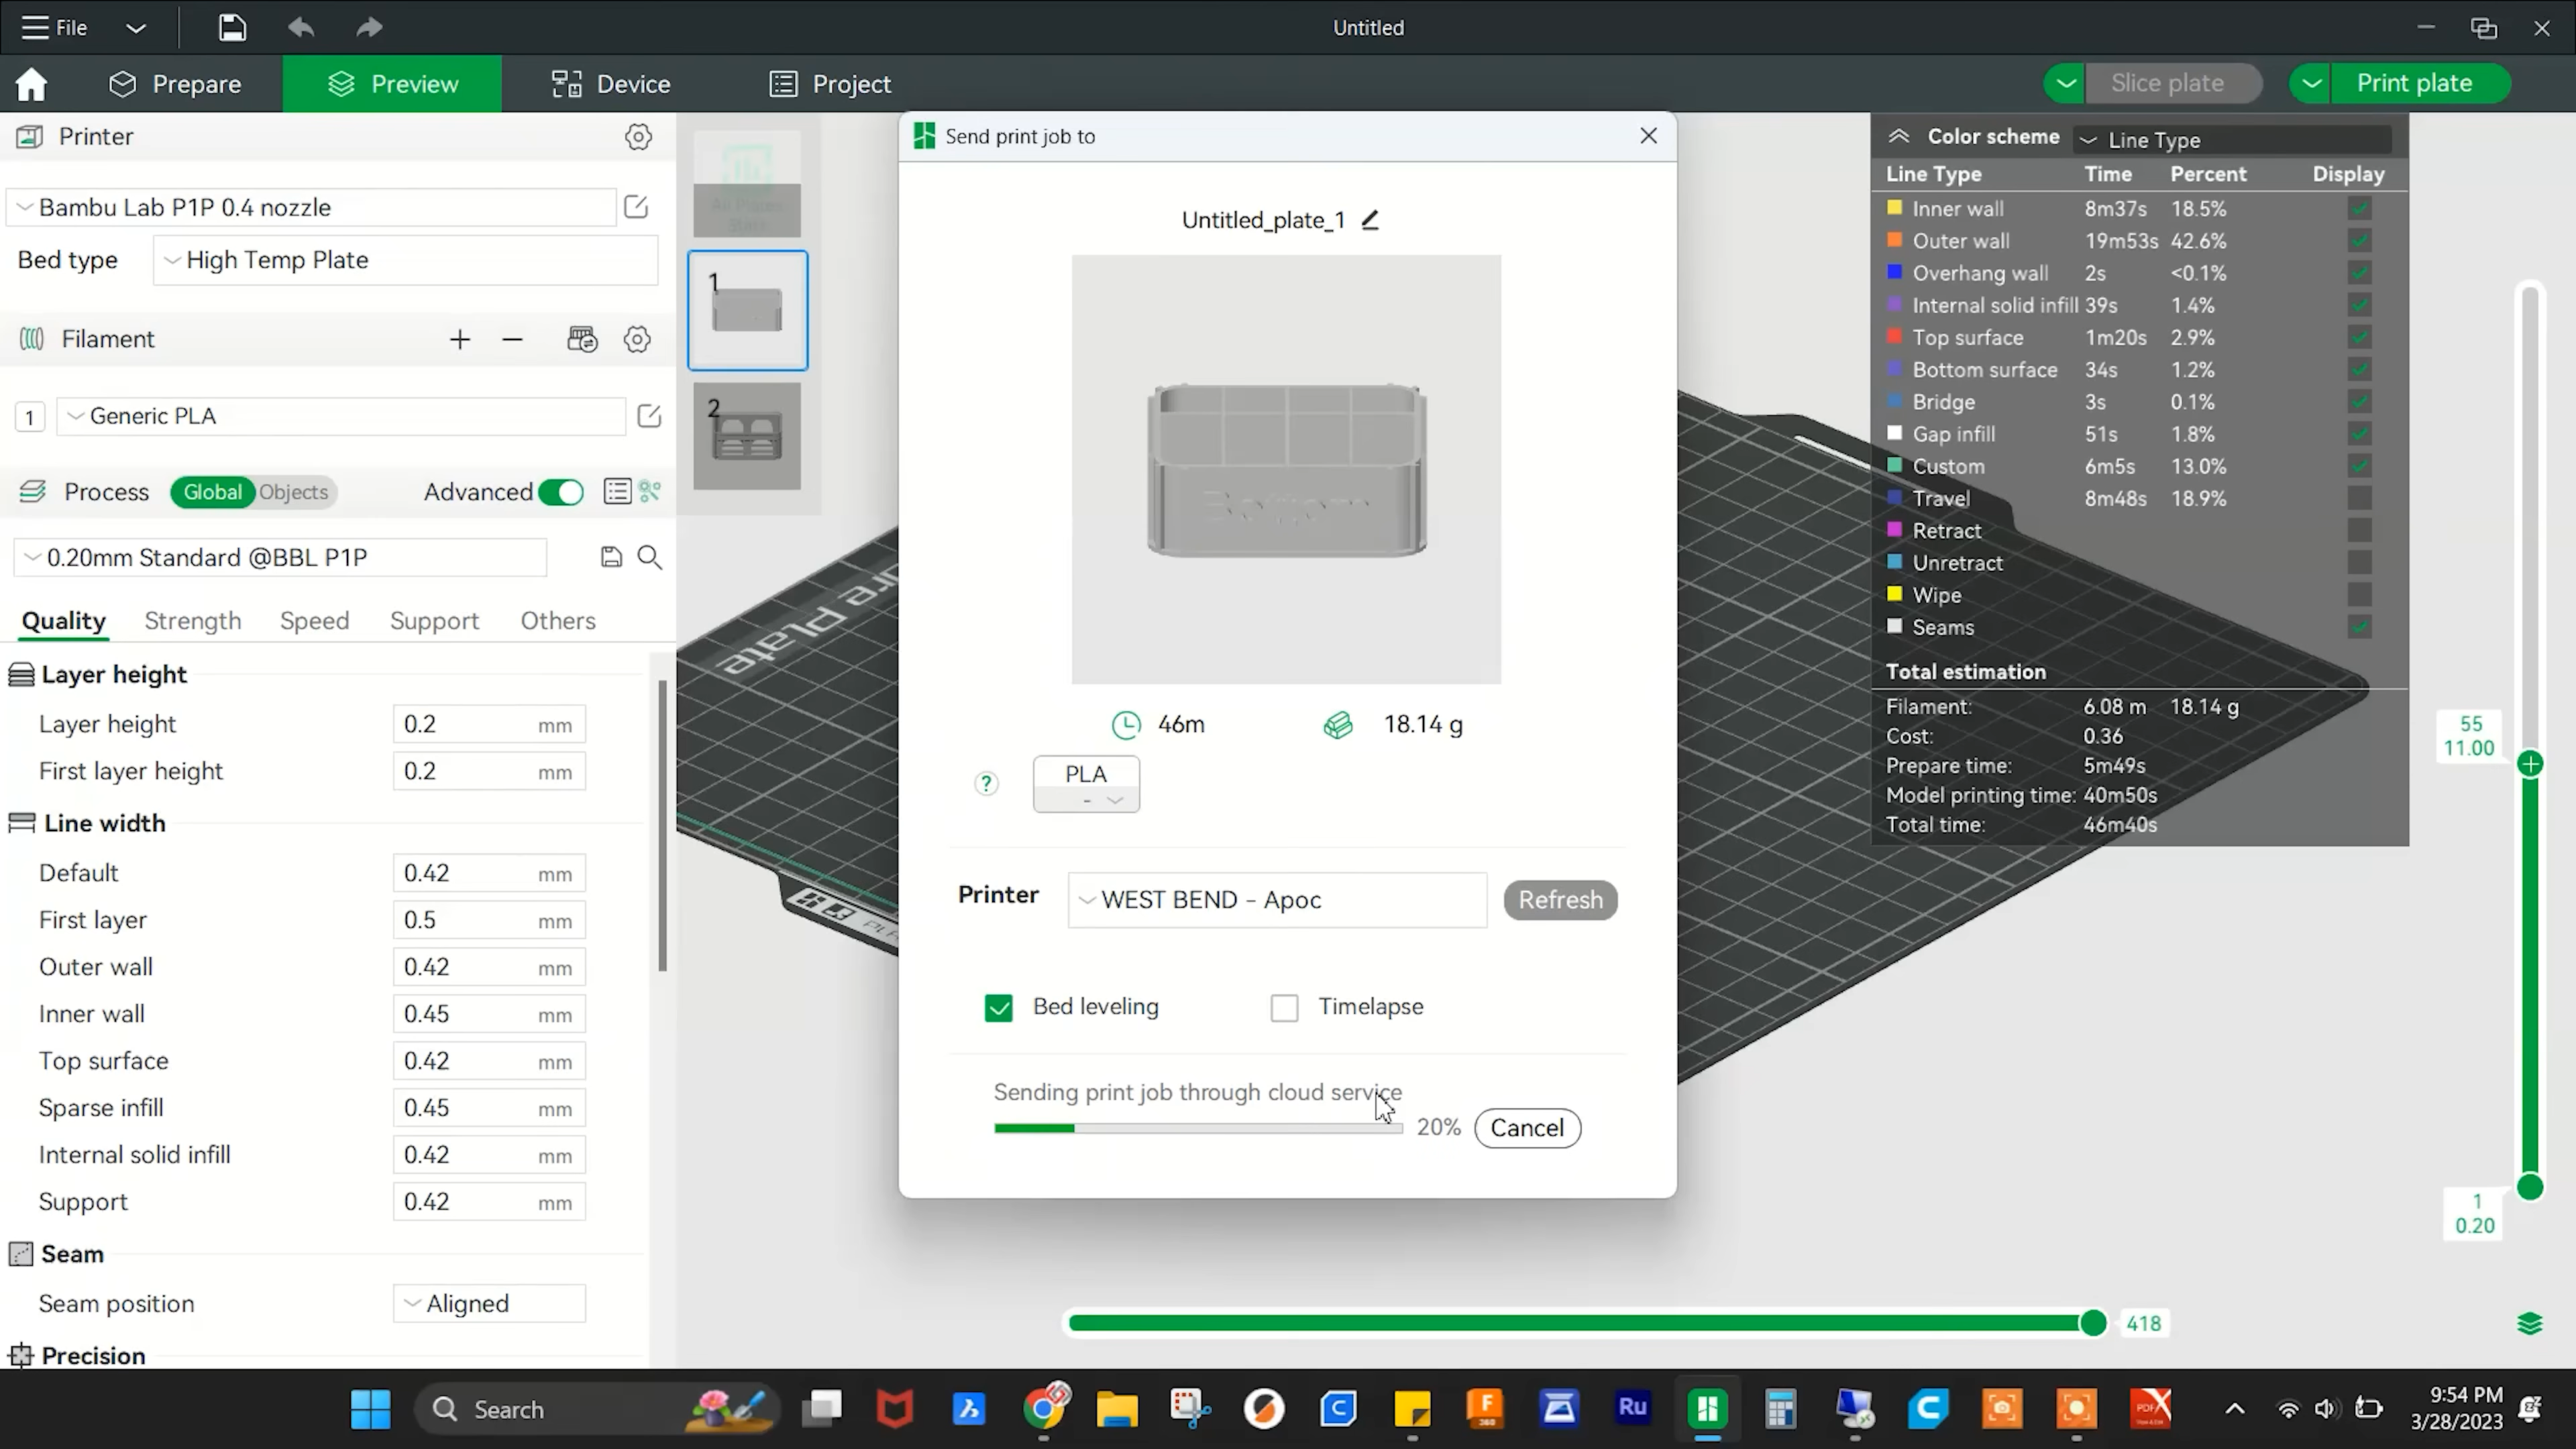 File
Untitled
Prepare
Preview
Device
Project
Slice plate
Print plate
Printer
Bambu Lab P1P 0.4 nozzle
Bed type
High Temp Plate
Filament
1
Generic PLA
Process
Global
Objects
Advanced
0.20mm Standard @BBL P1P
Quality
Strength
Speed
Support
Others
Layer height
Layer height 0.2 mm
First layer height 0.2 mm
Line width
Default 0.42 mm
First layer 0.5 mm
Outer wall 0.42 mm
Inner wall 0.45 mm
Top surface 0.42 mm
Sparse infill 0.45 mm
Internal solid infill 0.42 mm
Support 0.42 mm
Seam
Seam position Aligned
Precision
1
2
Send print job to
Untitled_plate_1
Bottom
46m
18.14 g
?
PLA
-
Printer
WEST BEND - Apoc
Refresh
Bed leveling
Timelapse
Sending print job through cloud service
20%
Cancel
Color scheme Line Type
Line Type Time Percent Display
Inner wall 8m37s 18.5%
Outer wall 19m53s 42.6%
Overhang wall 2s <0.1%
Internal solid infill 39s 1.4%
Top surface 1m20s 2.9%
Bottom surface 34s 1.2%
Bridge 3s 0.1%
Gap infill 51s 1.8%
Custom 6m5s 13.0%
Travel 8m48s 18.9%
Retract
Unretract
Wipe
Seams
Total estimation
Filament: 6.08 m 18.14 g
Cost: 0.36
Prepare time: 5m49s
Model printing time: 40m50s
Total time: 46m40s
55
11.00
1
0.20
418
Plate
Search
F
360
Ru
PDF
9:54 PM
3/28/2023